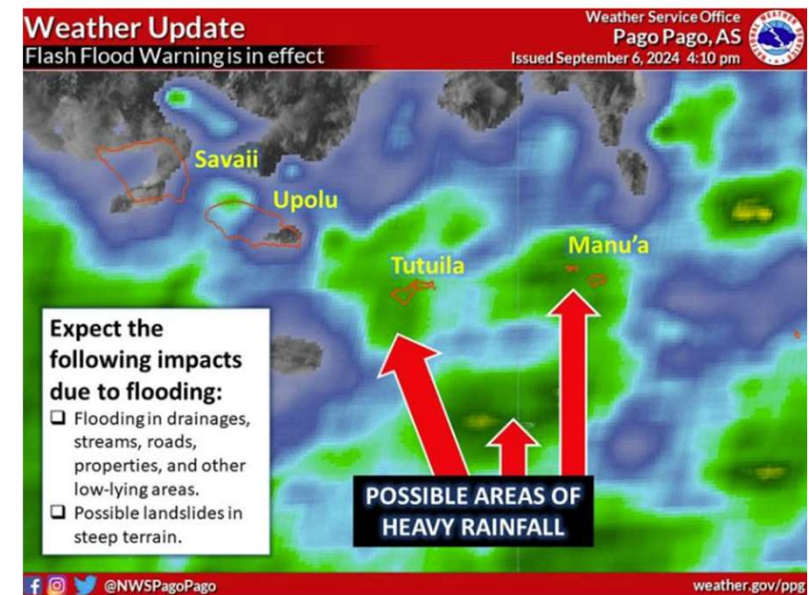 Weather Update
Flash Flood Warning is in effect
Weather Service Office
Pago Pago, AS
Issued September 6, 2024 4:10 pm
Savaii
Upolu
Tutuila
Manu'a
Expect the
following impacts
due to flooding:
Flooding in drainages,
streams, roads,
properties, and other
low-lying areas.
Possible landslides in
steep terrain.
POSSIBLE AREAS OF
HEAVY RAINFALL
@NWSPagoPago
weather.gov/ppg